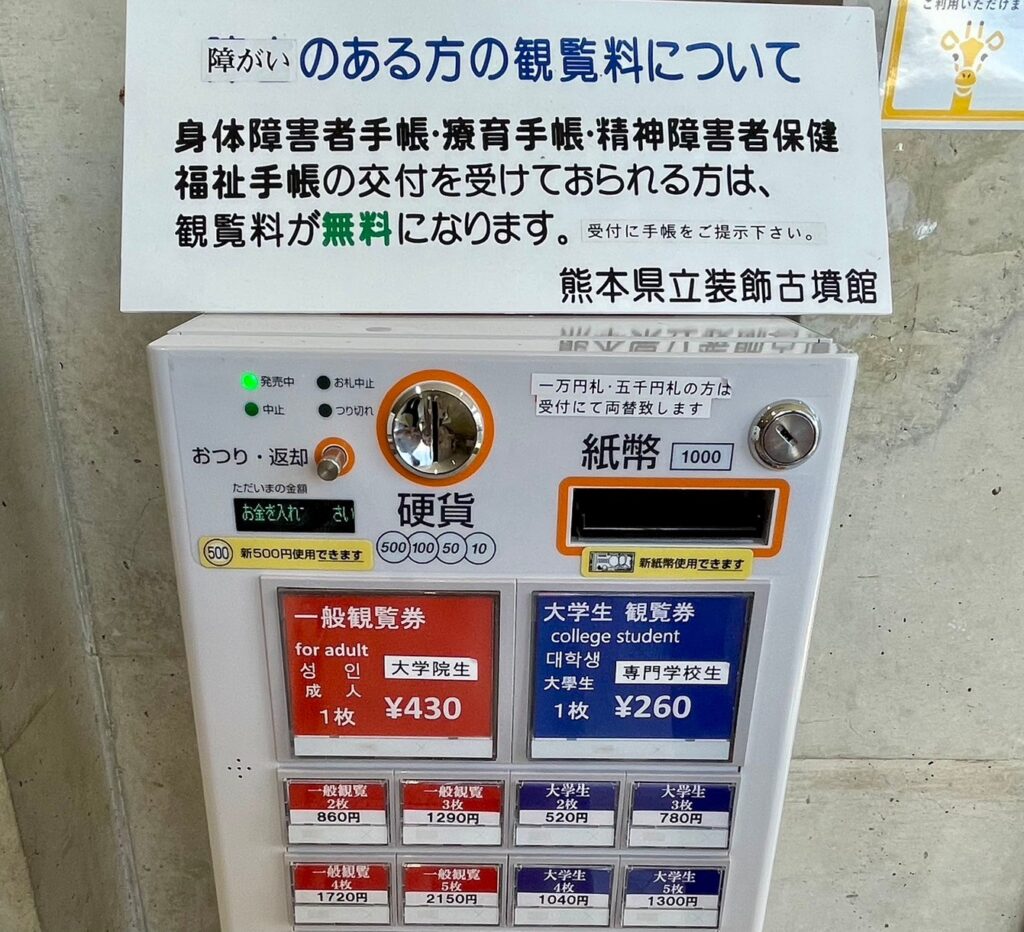 障がいのある方の観覧料について
身体障害者手帳・療育手帳・精神障害者保健
福祉手帳の交付を受けておられる方は、
観覧料が無料になります。 受付に手帳をご提示下さい。
熊本県立装飾古墳館
ご利用いただけま
発売中
お札中止
中止
つり切れ
おつり・返却
ただいまの金額
お金を入れ さい
500 新500円使用できます
硬貨
500 100 50 10
一万円札・五千円札の方は
受付にて両替致します
紙幣 1000
新紙幣使用できます
一般観覧券
for adult
성 인
成 人
大学院生
1枚 ¥430
大学生 観覧券
college student
대학생
大學生
専門学校生
1枚 ¥260
一般観覧
2枚
860円
一般観覧
3枚
1290円
大学生
2枚
520円
大学生
3枚
780円
一般観覧
4枚
1720円
一般観覧
5枚
2150円
大学生
4枚
1040円
大学生
5枚
1300円